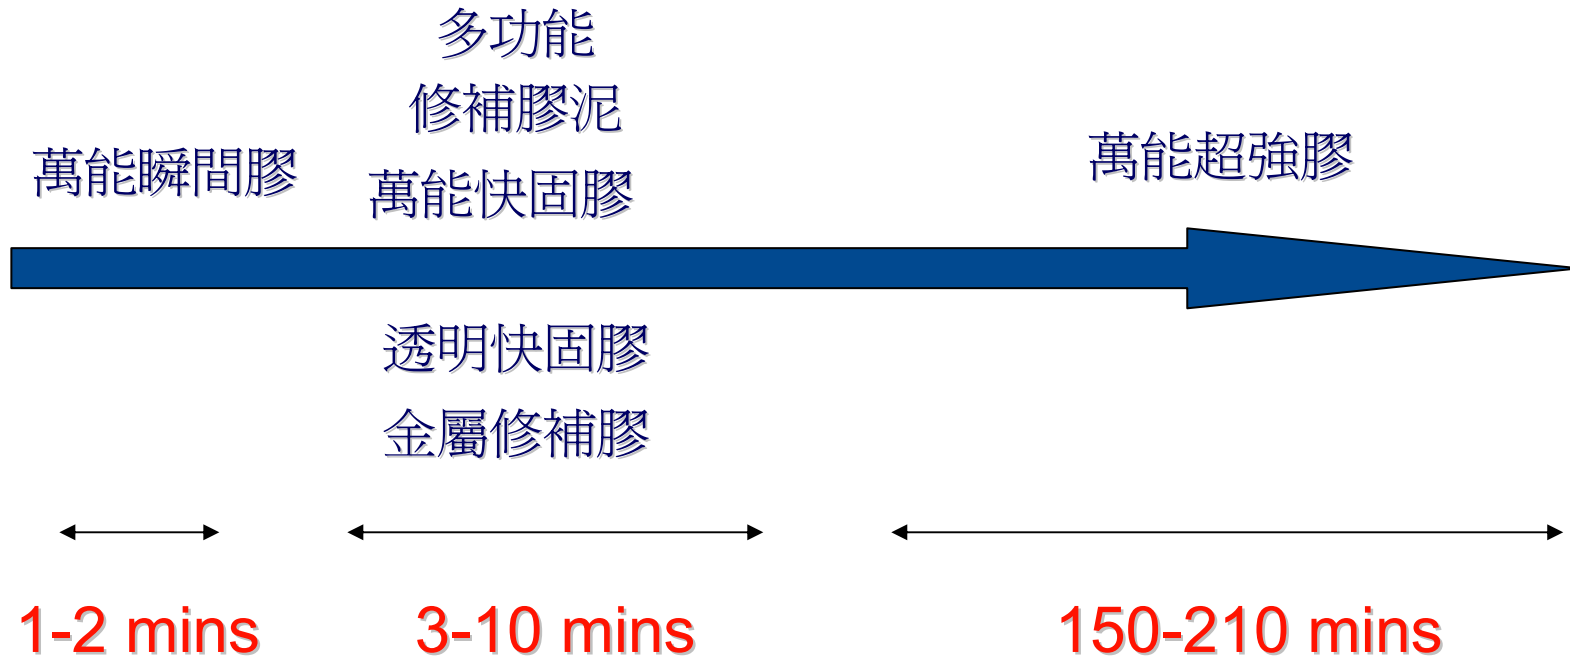 多功能
修補膠泥
萬能瞬間膠
萬能快固膠
萬能超強膠
透明快固膠
金屬修補膠
1-2 mins
3-10 mins
150-210 mins